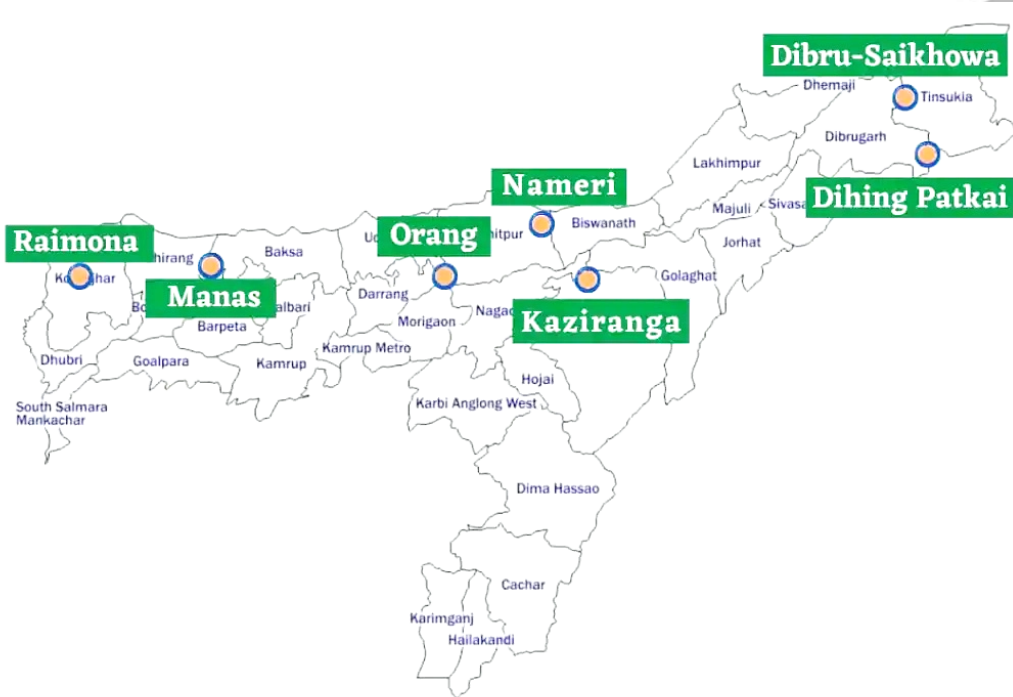 Dibru-Saikhowa
Dhemaji
Tinsukia
Dibrugarh
Lakhimpur
Nameri
Dihing Patkai
Majuli
Biswanath
Orang
Raimona
Jorhat
Baksa
Golaghat
Manas
Darrang
Kaziranga
Morigaon
Barpeta
Kamrup Metro
Dhubri
Goalpara
Kamrup
Hojai
Karbi Anglong West
South Salmara
Mankachar
Dima Hassao
Cachar
Karimganj
Hailakandi